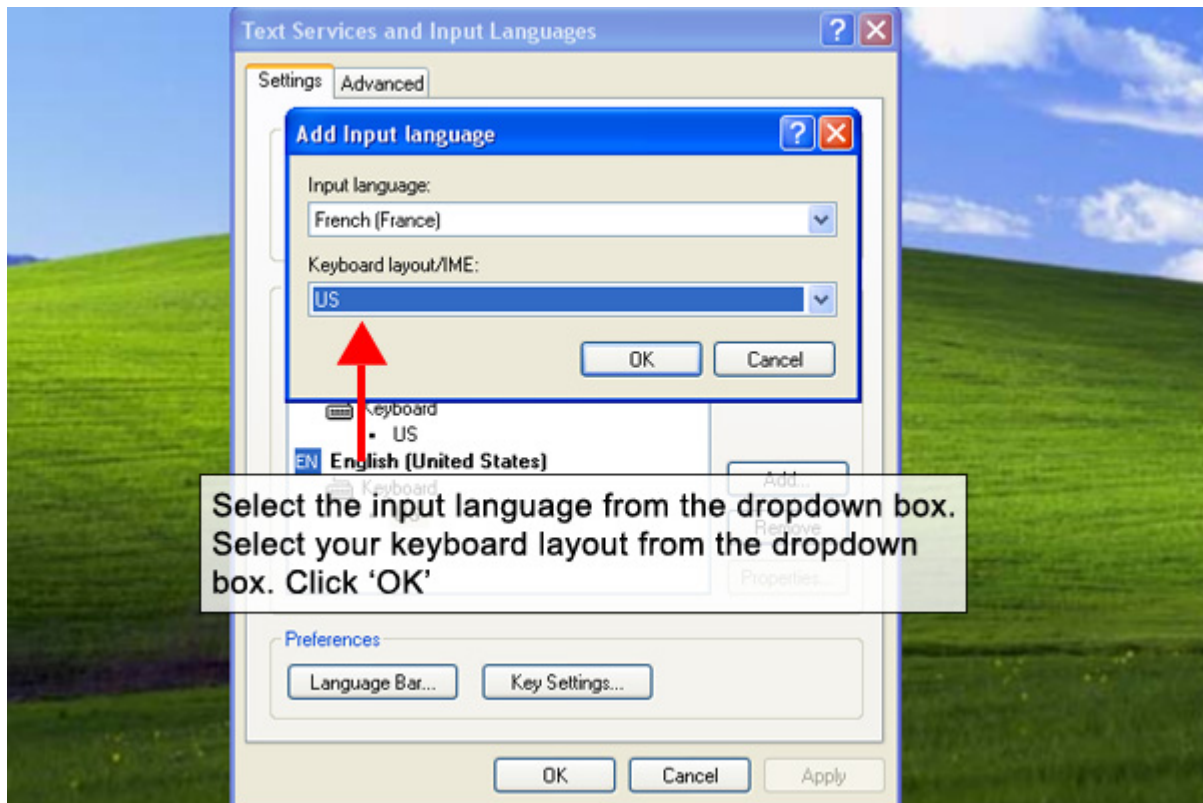 Text Services and Input Languages
Settings
Advanced
Add Input language
Input language:
French (France)
Keyboard layout/IME:
US
OK
Cancel
Keyboard
• US
EN English (United States)
Keyboard
Add...
Select the input language from the dropdown box.
Remove
Select your keyboard layout from the dropdown
box. Click ‘OK’
Properties...
Preferences
Language Bar...
Key Settings...
OK
Cancel
Apply